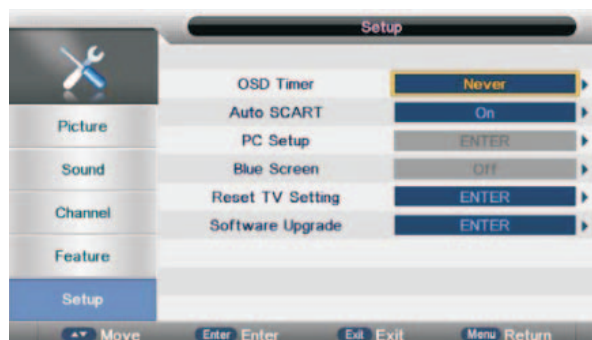 Setup
OSD Timer Never
Auto SCART On
PC Setup ENTER
Blue Screen Off
Reset TV Setting ENTER
Software Upgrade ENTER
Picture
Sound
Channel
Feature
Setup
Move Enter Enter Exit Exit Menu Return